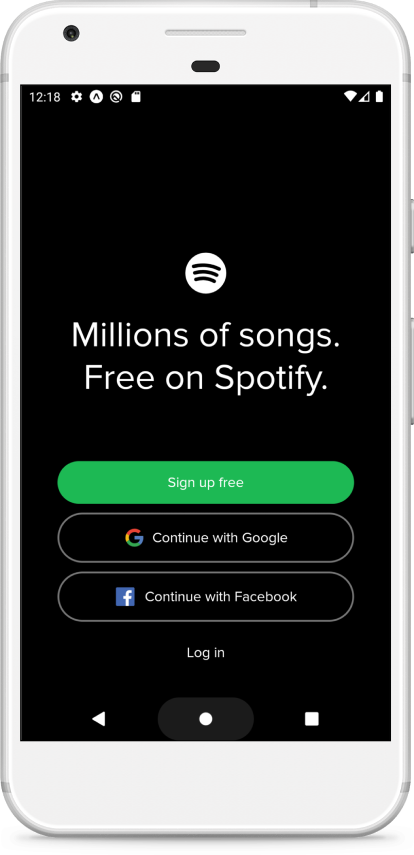 12:18
Millions of songs.
Free on Spotify.
Sign up free
Continue with Google
Continue with Facebook
Log in